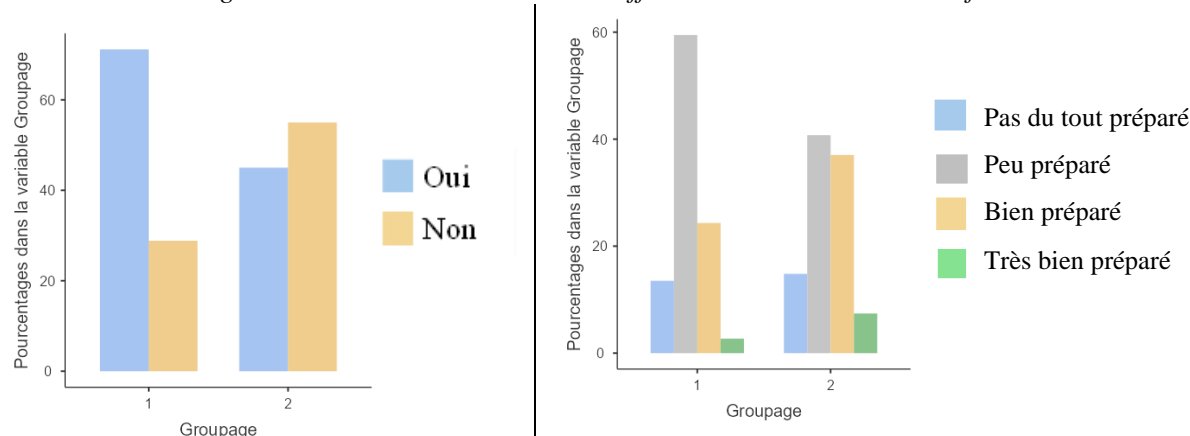 Pourcentages dans la variable Groupage
60
40
20
0
1
2
Groupage
Oui
Non
Pourcentages dans la variable Groupage
60
40
20
0
1
2
Groupage
Pas du tout préparé
Peu préparé
Bien préparé
Très bien préparé